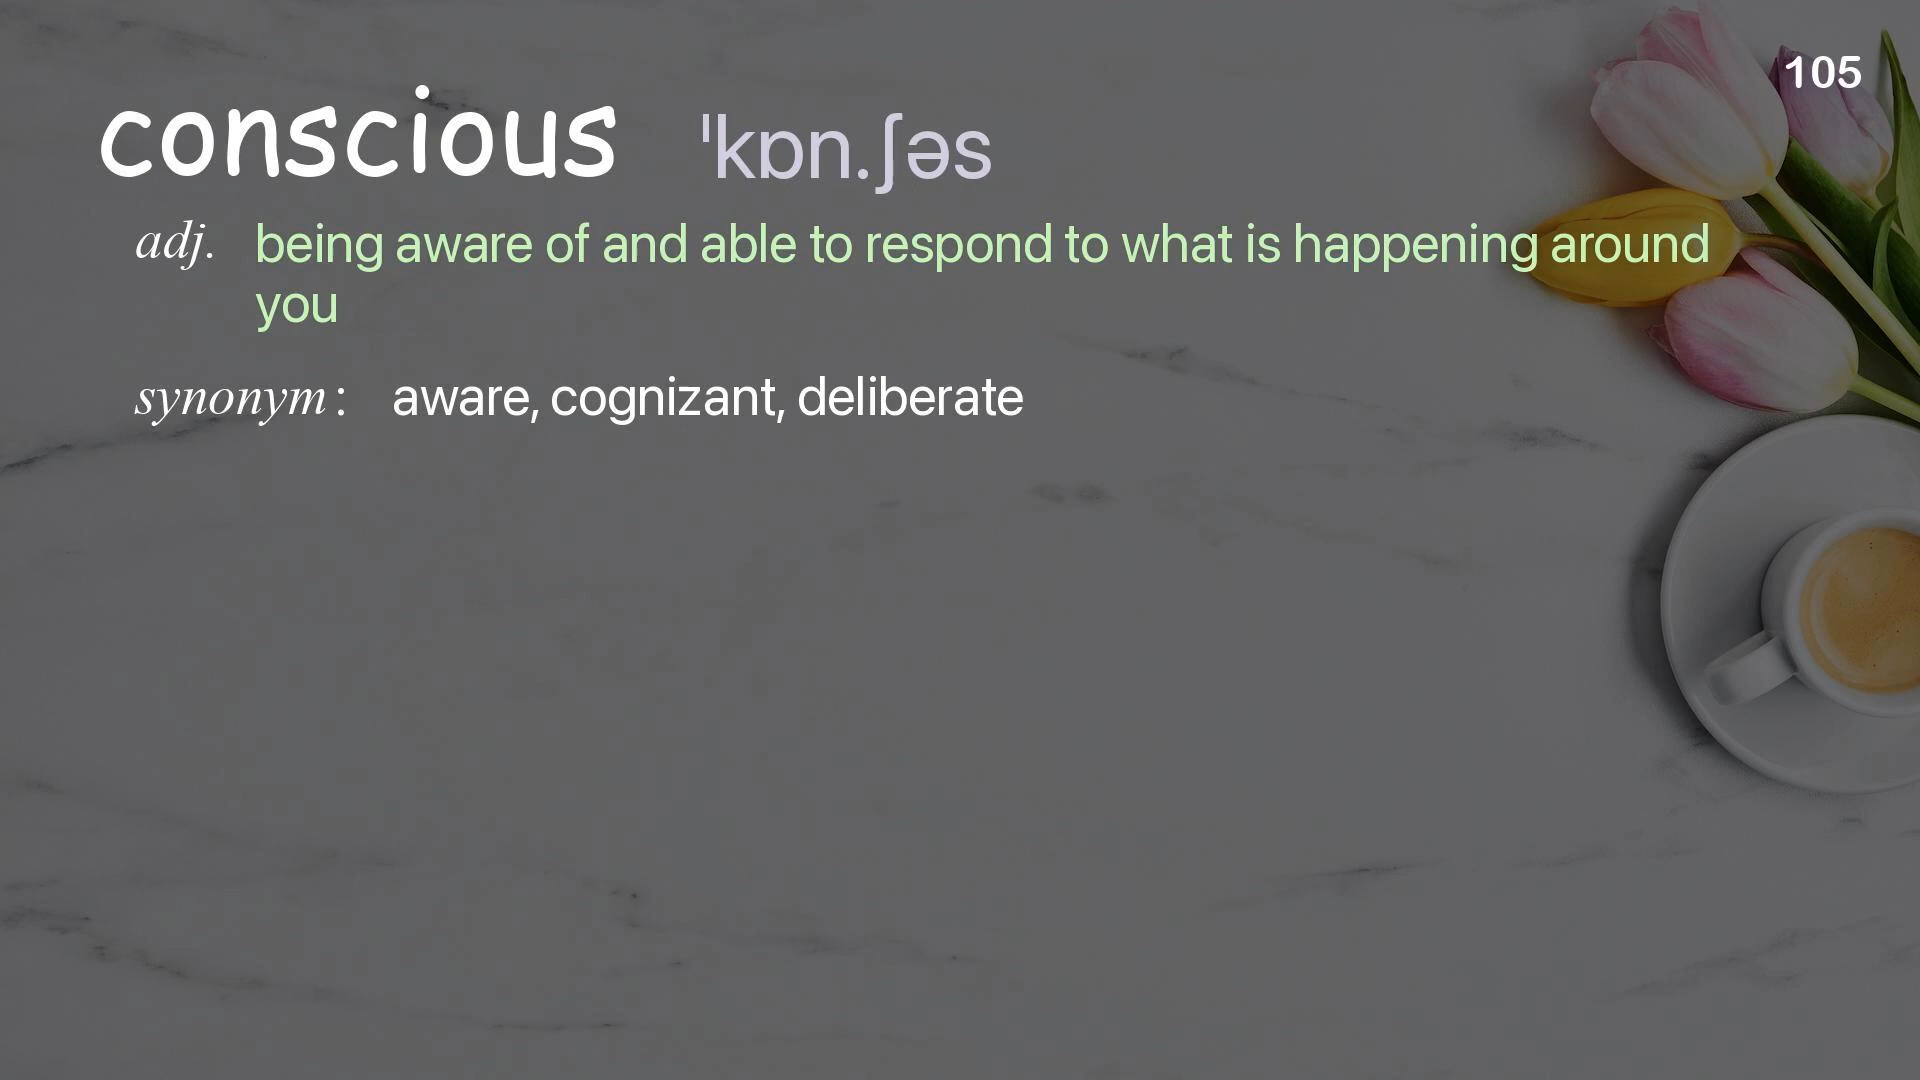 105
conscious ˈkɒn.ʃəs
adj. being aware of and able to respond to what is happening around
you
synonym : aware, cognizant, deliberate